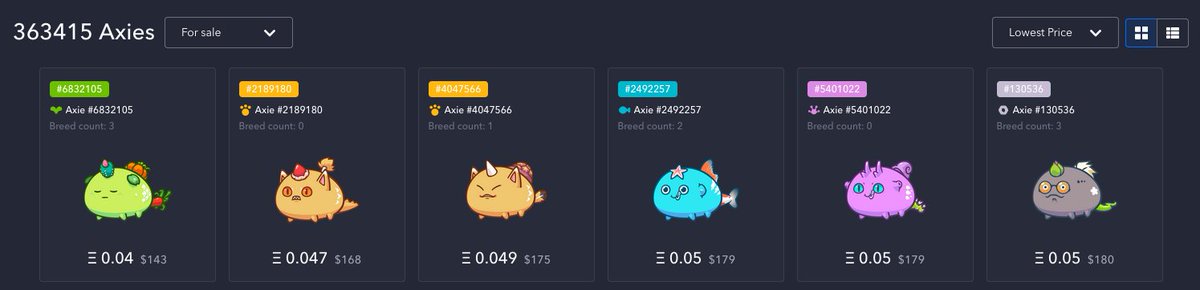 363415 Axies
For sale
Lowest Price
#6832105
Axie #6832105
Breed count: 3
Ξ 0.04 $143
#2189180
Axie #2189180
Breed count: 0
Ξ 0.047 $168
#4047566
Axie #4047566
Breed count: 1
Ξ 0.049 $175
#2492257
Axie #2492257
Breed count: 2
Ξ 0.05 $179
#5401022
Axie #5401022
Breed count: 0
Ξ 0.05 $179
#130536
Axie #130536
Breed count: 3
Ξ 0.05 $180